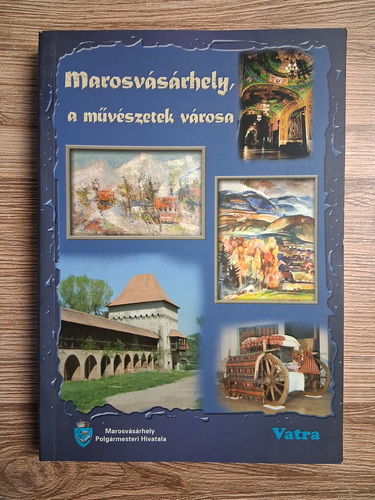 Marosvásárhely,
a művészetek városa
Marosvásárhely
Polgármesteri Hivatala
Vatra